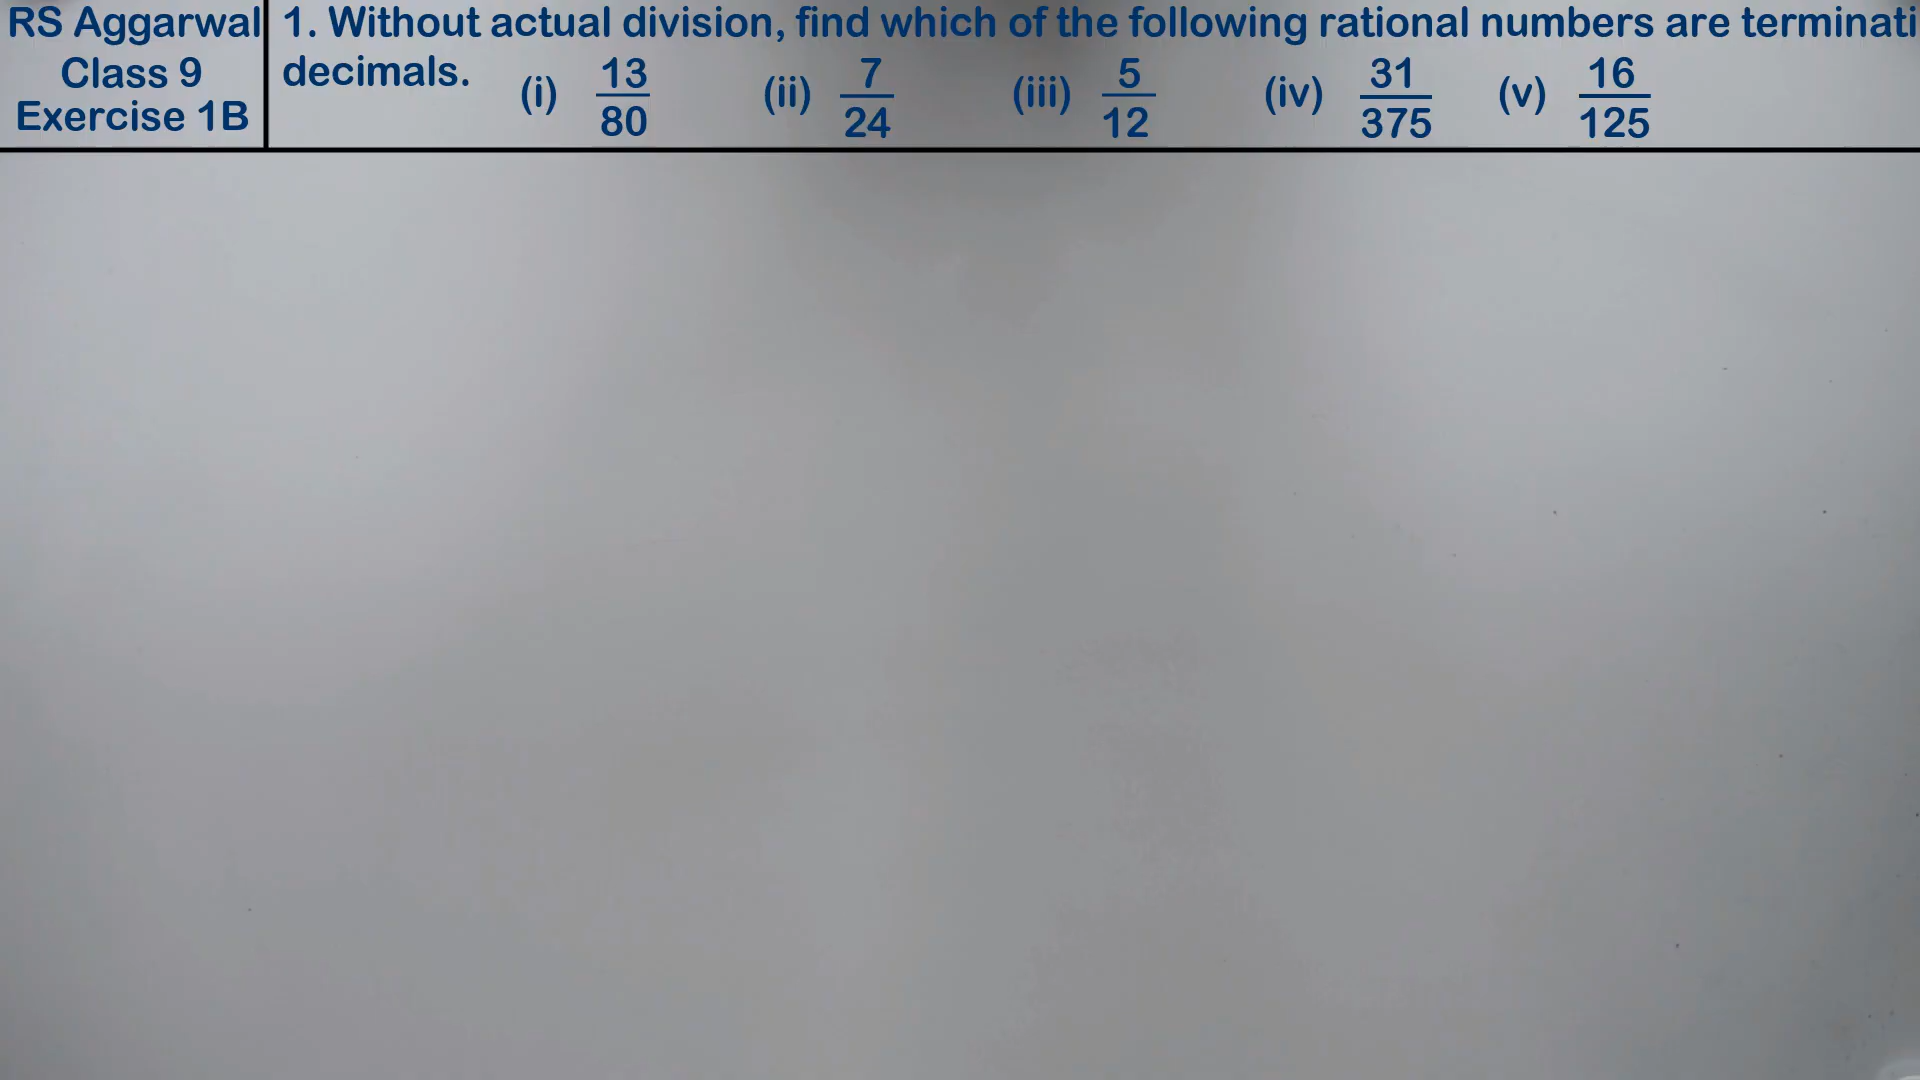 RS Aggarwal
Class 9
Exercise 1B
1. Without actual division, find which of the following rational numbers are terminati
decimals.
(i) 13/80 (ii) 7/24 (iii) 5/12 (iv) 31/375 (v) 16/125